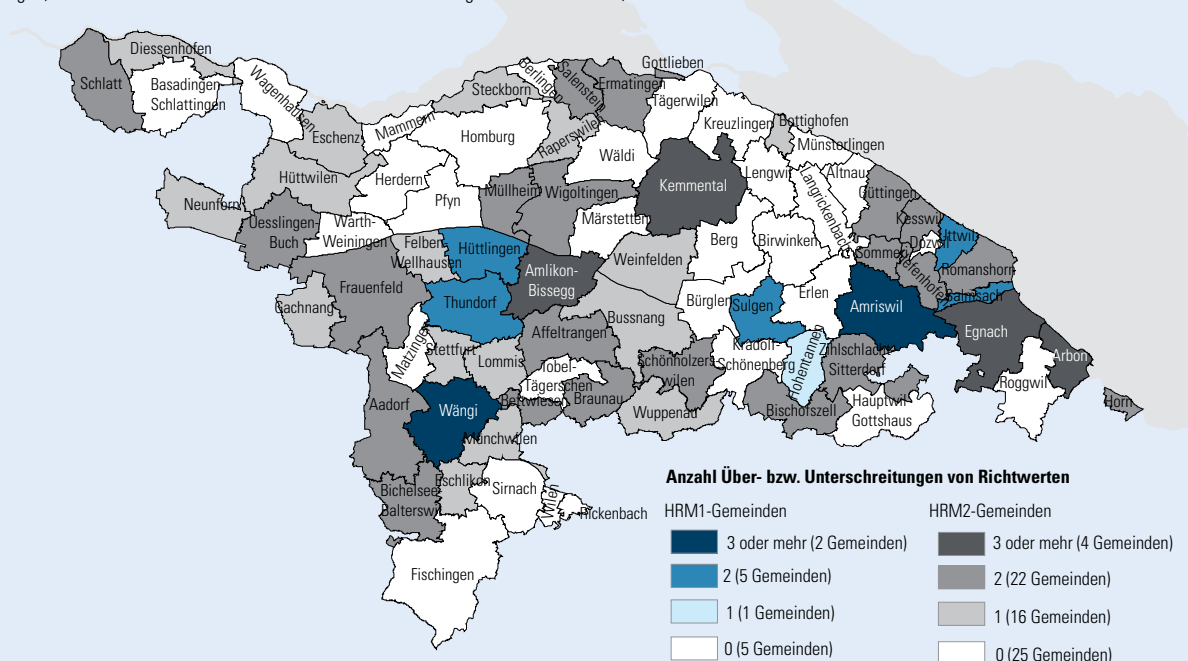 Diessenhofen
Schlatt
Basadingen
Schlattingen
Wagenhausen
Eschenz
Mammern
Steckborn
Berlingen
Salenstein
Ermatingen
Gottlieben
Tägerwilen
Kreuzlingen
Bottighofen
Münsterlingen
Homburg
Raperswilen
Wäldi
Kemmental
Lengwil
Langrickenbach
Altnau
Güttingen
Hüttwilen
Herdern
Neunforn
Uesslingen-
Buch
Warth-
Weiningen
Pfyn
Müllheim
Wigoltingen
Märstetten
Berg
Birwinken
Kesswil
Uttwil
Dozwil
Sommeri
Hefenhofen
Romanshorn
Salmsach
Felben
Wellhausen
Hüttlingen
Amlikon-
Bissegg
Weinfelden
Frauenfeld
Gachnang
Thundorf
Bürglen
Sulgen
Erlen
Amriswil
Egnach
Arbon
Roggwil
Horn
Matzingen
Stettfurt
Lommis
Affeltrangen
Bussnang
Schönholzers
wilen
Kradolf-
Schönenberg
Hohentannen
Zihlschlacht
Sitterdorf
Tobel-
Tägerschen
Aadorf
Wängi
Bettwiesen
Braunau
Wuppenau
Bischofszell
Hauptwil
Gottshaus
Münchwilen
Bichelsee
Balterswil
Eschlikon
Sirnach
Wilen
Rickenbach
Fischingen
Anzahl Über- bzw. Unterschreitungen von Richtwerten
HRM1-Gemeinden
3 oder mehr (2 Gemeinden)
2 (5 Gemeinden)
1 (1 Gemeinden)
0 (5 Gemeinden)
HRM2-Gemeinden
3 oder mehr (4 Gemeinden)
2 (22 Gemeinden)
1 (16 Gemeinden)
0 (25 Gemeinden)